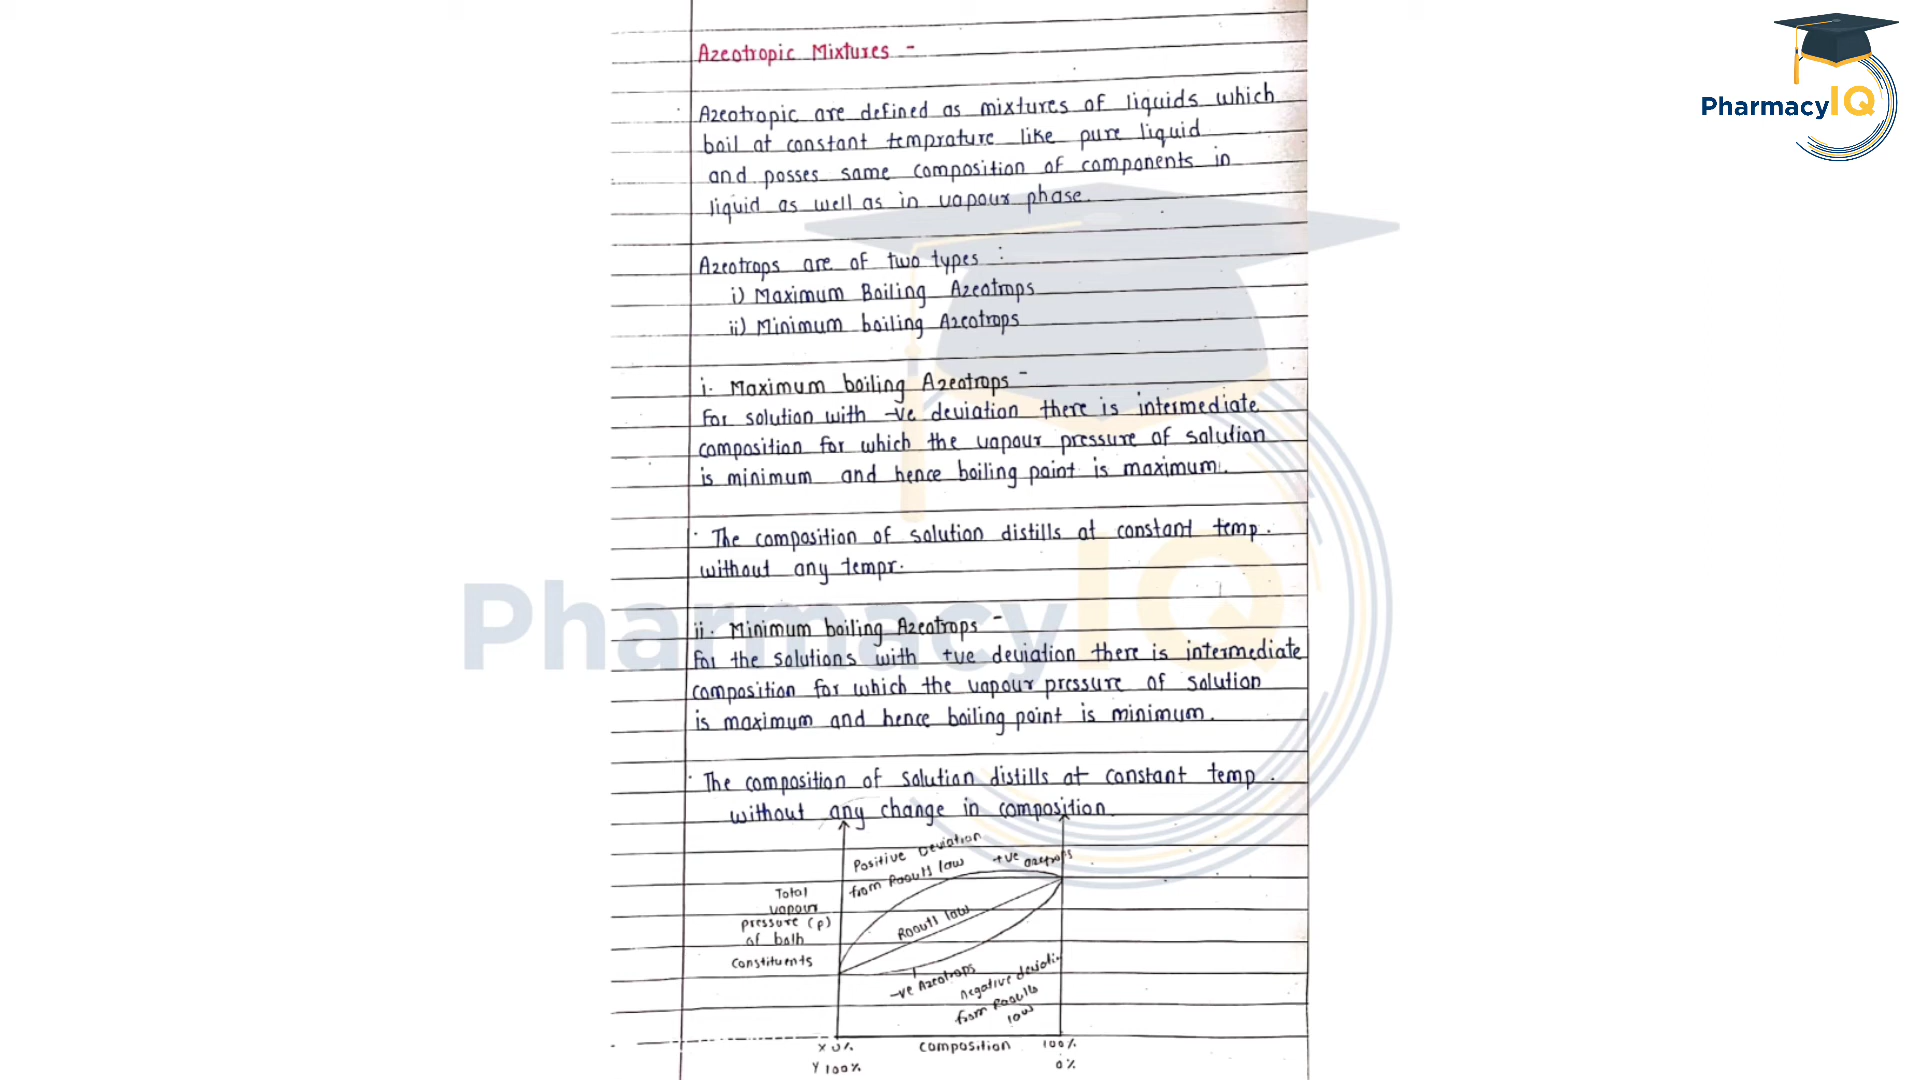 Azeotropic Mixtures -
Azeotropic are defined as mixtures of liquids which
boil at constant temprature like pure liquid
and posses same composition of components in
liquid as well as in vapour phase.
Azeotrops are of two types :
i) Maximum Boiling Azeotrops
ii) Minimum boiling Azeotrops
i. Maximum boiling Azeotrops -
For solution with -ve deviation there is intermediate
composition for which the vapour pressure of solution
is minimum and hence boiling point is maximum.
· The composition of solution distills at constant temp.
without any tempr.
ii. Minimum boiling Azeotrops -
For the solutions with +ve deviation there is intermediate
composition for which the vapour pressure of solution
is maximum and hence boiling point is minimum.
· The composition of solution distills at constant temp.
without any change in composition.
Positive Deviation
from Raoults law
+ve azetrops
Total
vapour
pressure (p)
of both
constituents
Raoult law
-ve Azeotrops
negative deviati
from Raoults
law
X 0%
composition
100%
Y 100%
0%
PharmacyIQ
PharmacyIQ